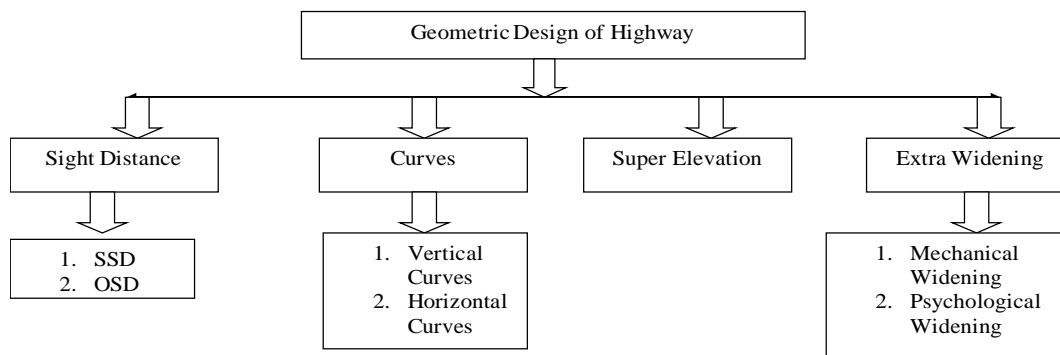 Geometric Design of Highway
Sight Distance
Curves
Super Elevation
Extra Widening
1. SSD
2. OSD
1. Vertical
Curves
2. Horizontal
Curves
1. Mechanical
Widening
2. Psychological
Widening